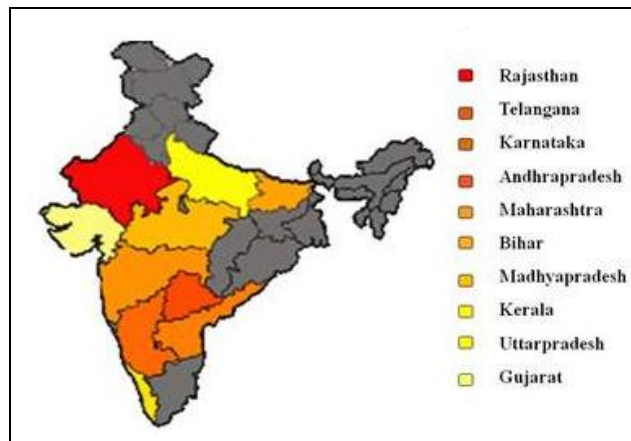 Rajasthan
Telangana
Karnataka
Andhrapradesh
Maharashtra
Bihar
Madhyapradesh
Kerala
Uttarpradesh
Gujarat